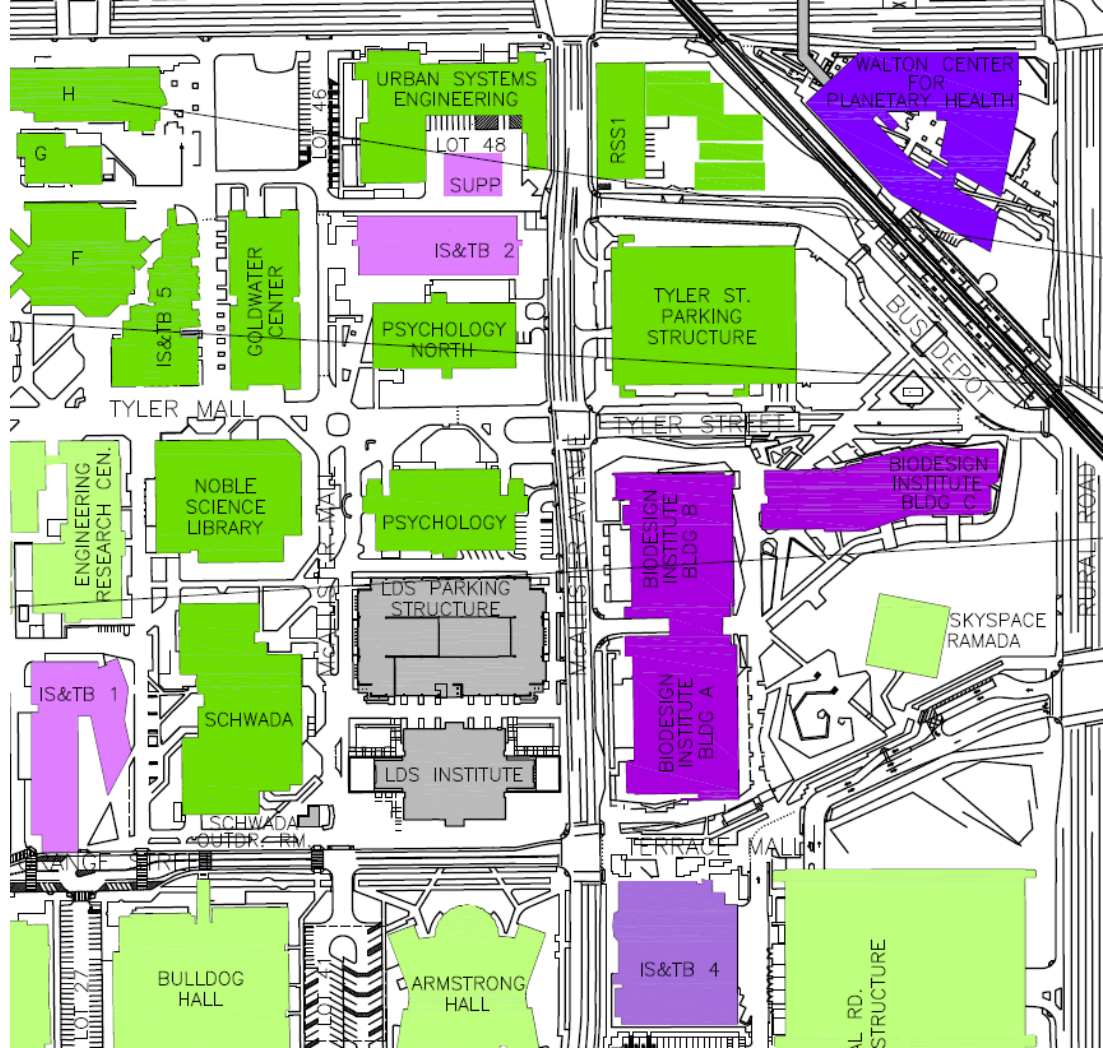 H
LOT 46
URBAN SYSTEMS
ENGINEERING
LOT 48
SUPP
RSS1
WALTON CENTER
FOR
PLANETARY HEALTH
X
G
F
IS&TB 5
GOLDWATER
CENTER
IS&TB 2
PSYCHOLOGY
NORTH
TYLER ST.
PARKING
STRUCTURE
BUS DEPOT
TYLER MALL
TYLER STREET
ENGINEERING
RESEARCH CEN.
NOBLE
SCIENCE
LIBRARY
PSYCHOLOGY
McALLISTER MALL
McALLISTER AVENUE
BIODESIGN
INSTITUTE
BLDG B
BIODESIGN
INSTITUTE
BLDG C
RURAL ROAD
LDS PARKING
STRUCTURE
SKYSPACE
RAMADA
IS&TB 1
SCHWADA
BIODESIGN
INSTITUTE
BLDG A
LDS INSTITUTE
SCHWADA
OUTDR. RM.
ORANGE STREET
TERRACE MALL
LOT 27
BULLDOG
HALL
LOT 41
ARMSTRONG
HALL
IS&TB 4
AL RD.
STRUCTURE